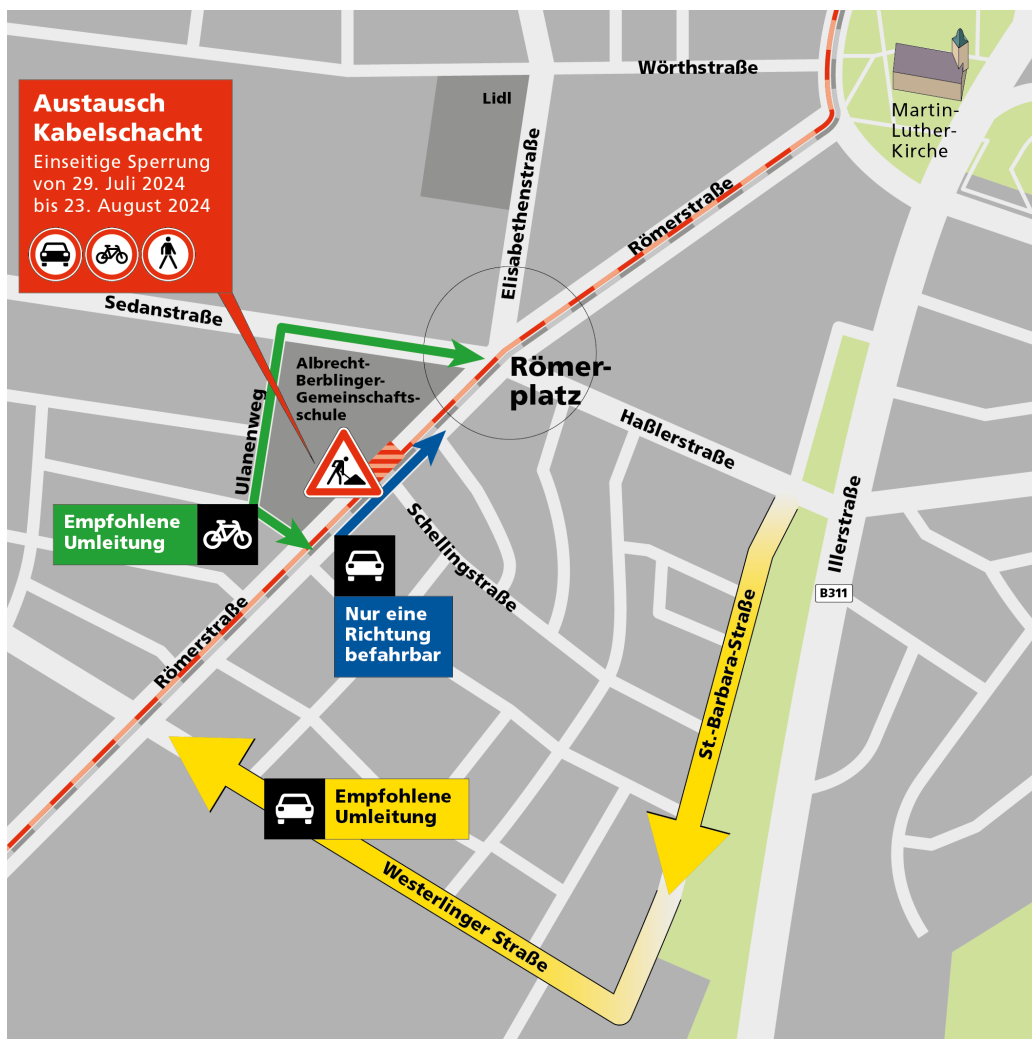 Wörthstraße
Lidl
Martin-
Luther-
Kirche
Austausch
Kabelschacht
Einseitige Sperrung
von 29. Juli 2024
bis 23. August 2024
Elisabethenstraße
Römerstraße
Sedanstraße
Albrecht-
Berblinger-
Gemeinschafts-
schule
Römer-
platz
Ulanenweg
Haßlerstraße
Illerstraße
Empfohlene
Umleitung
Schellingstraße
B311
Nur eine
Richtung
befahrbar
Römerstraße
St.-Barbara-Straße
Empfohlene
Umleitung
Westerlinger Straße